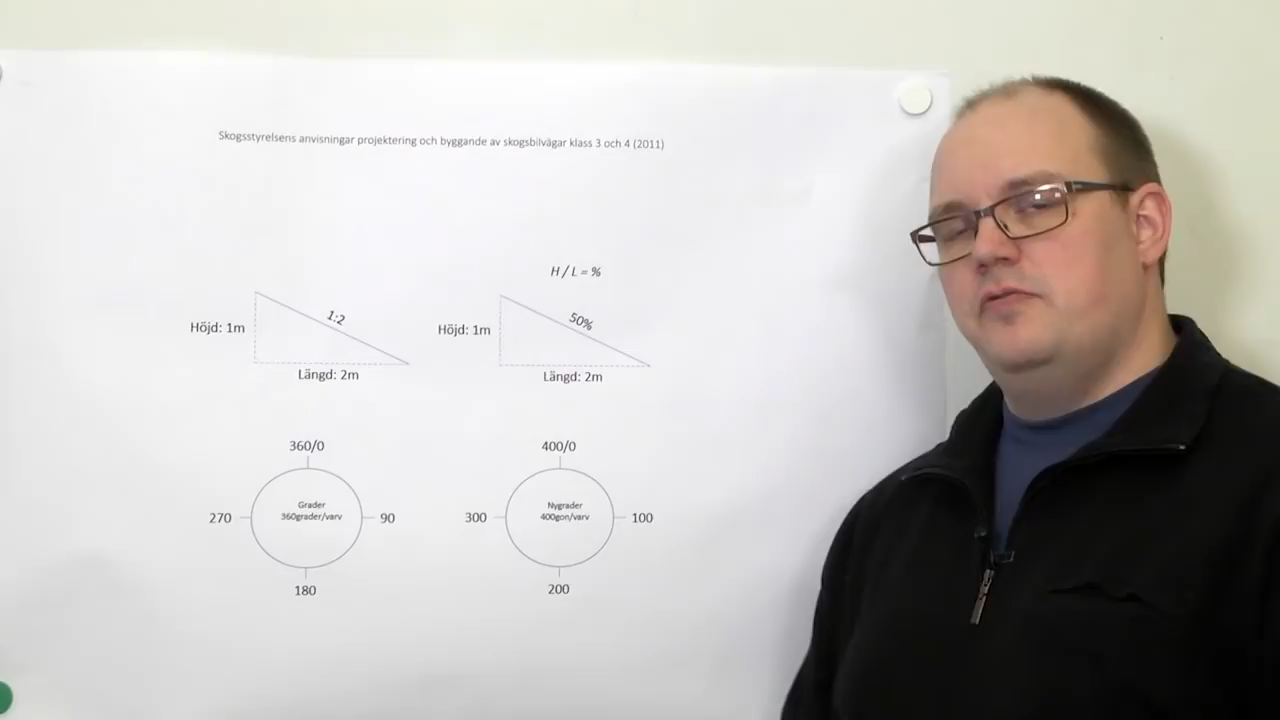 Skogsstyrelsens anvisningar projektering och byggande av skogsbilvägar klass 3 och 4 (2011)
H / L = %
Höjd: 1m
1:2
Längd: 2m
Höjd: 1m
50%
Längd: 2m
360/0
270
Grader
360grader/varv
90
180
400/0
300
Nygrader
400gon/varv
100
200